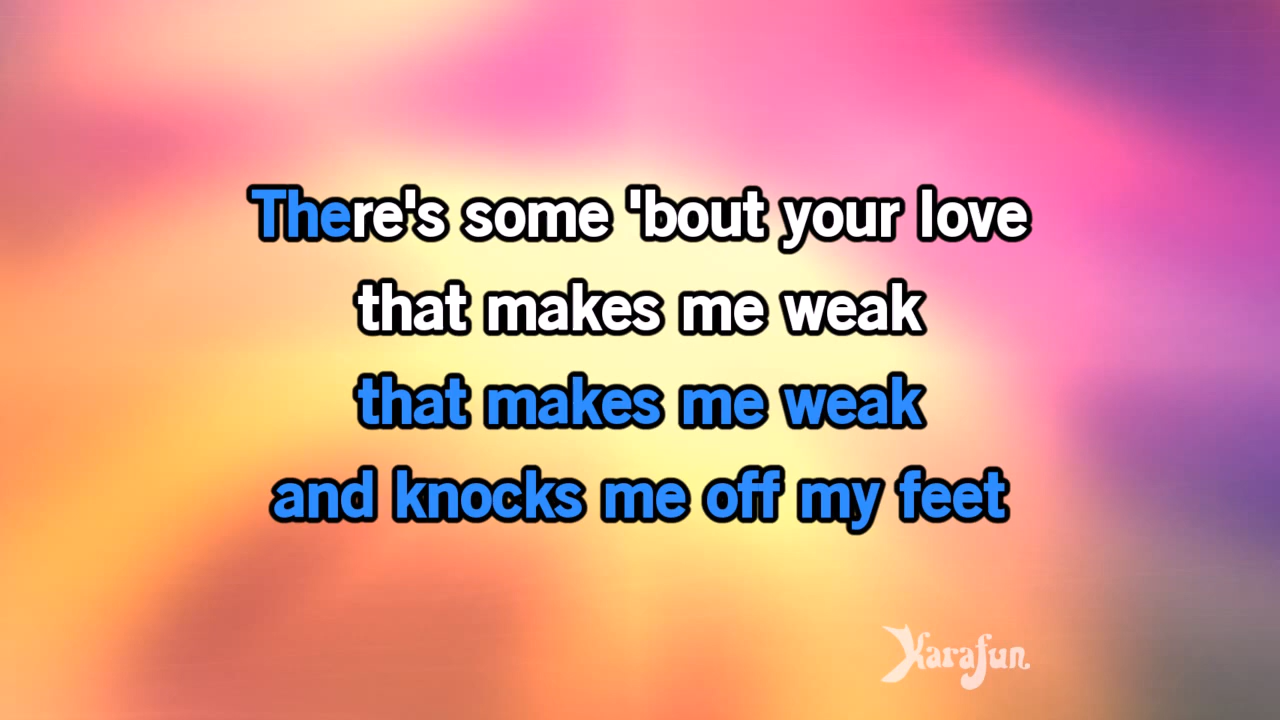 There's some 'bout your love
that makes me weak
that makes me weak
and knocks me off my feet
Karafun